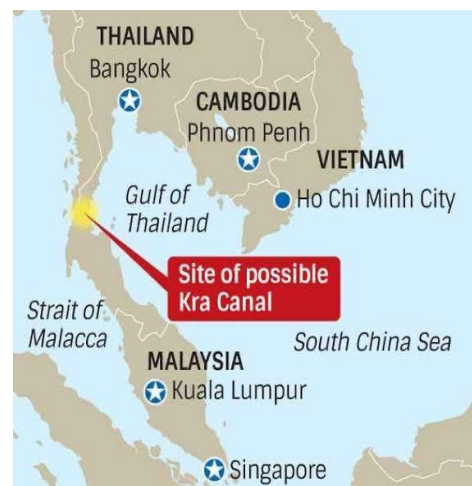 THAILAND
Bangkok
CAMBODIA
Phnom Penh
VIETNAM
Ho Chi Minh City
Gulf of
Thailand
Site of possible
Kra Canal
Strait of
Malacca
South China Sea
MALAYSIA
Kuala Lumpur
Singapore